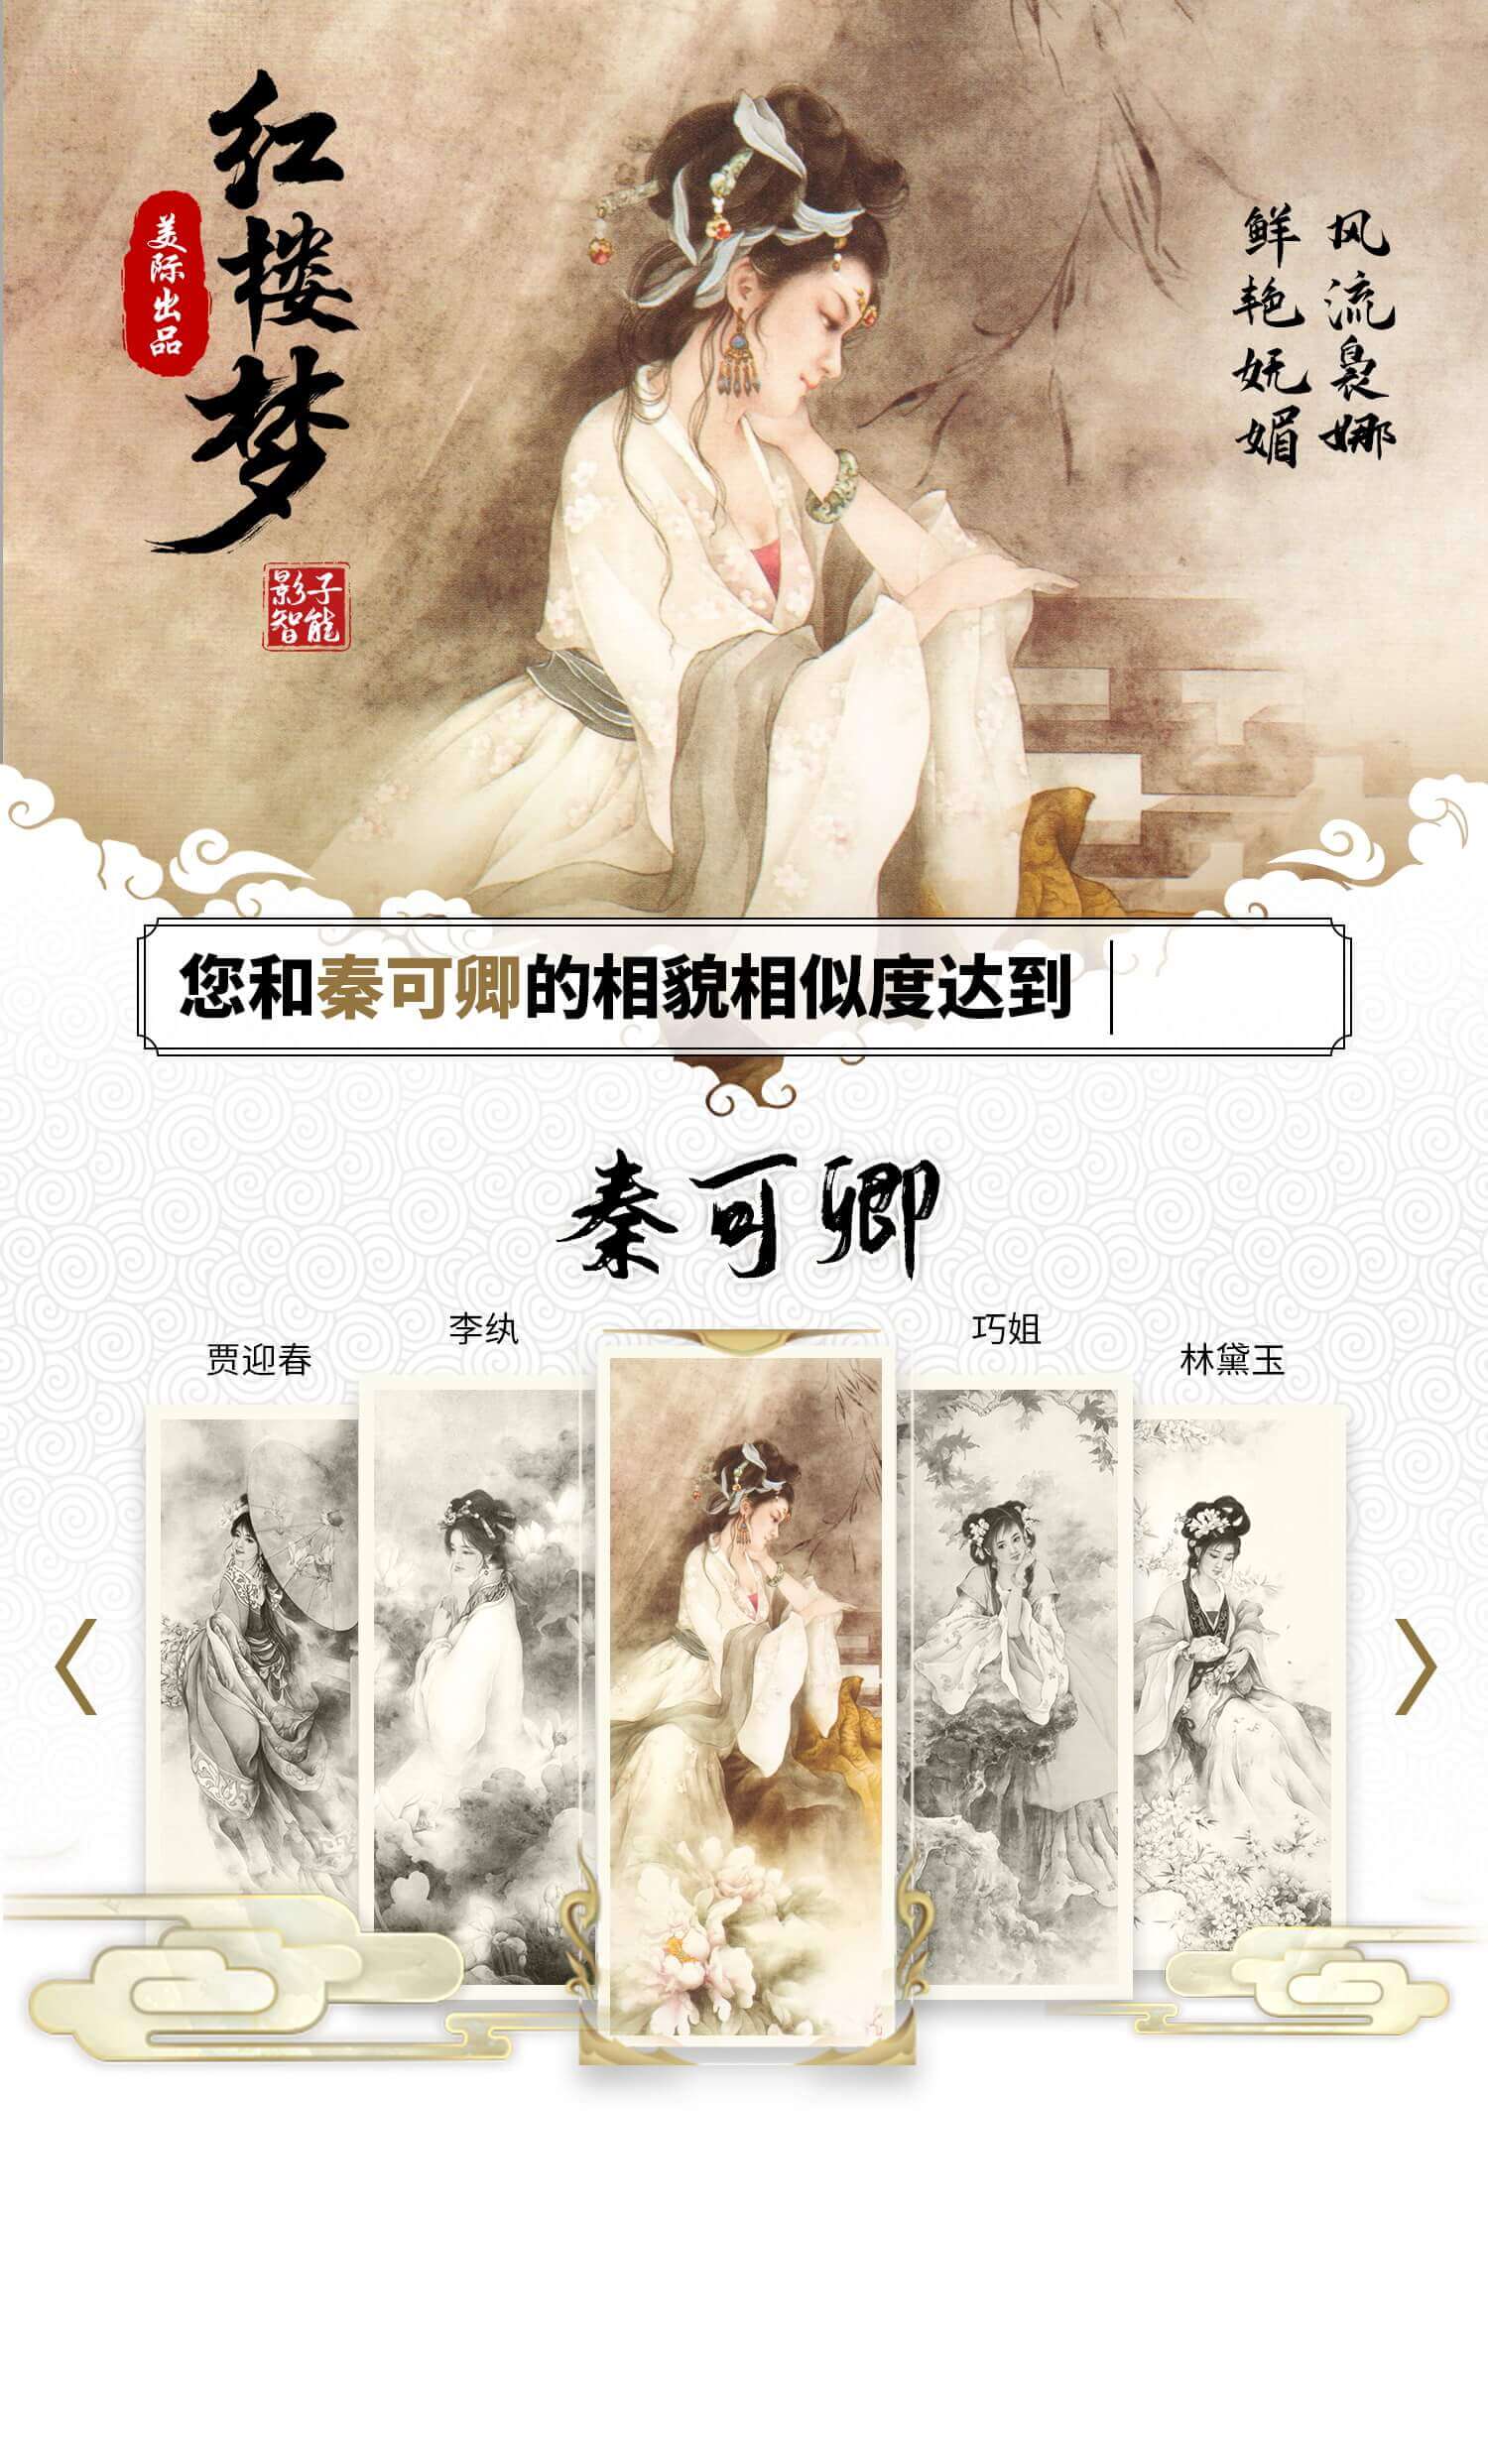 红楼梦
美际出品
影子
智能
风流袅娜
鲜艳妩媚
您和秦可卿的相貌相似度达到
秦可卿
贾迎春
李纨
巧姐
林黛玉